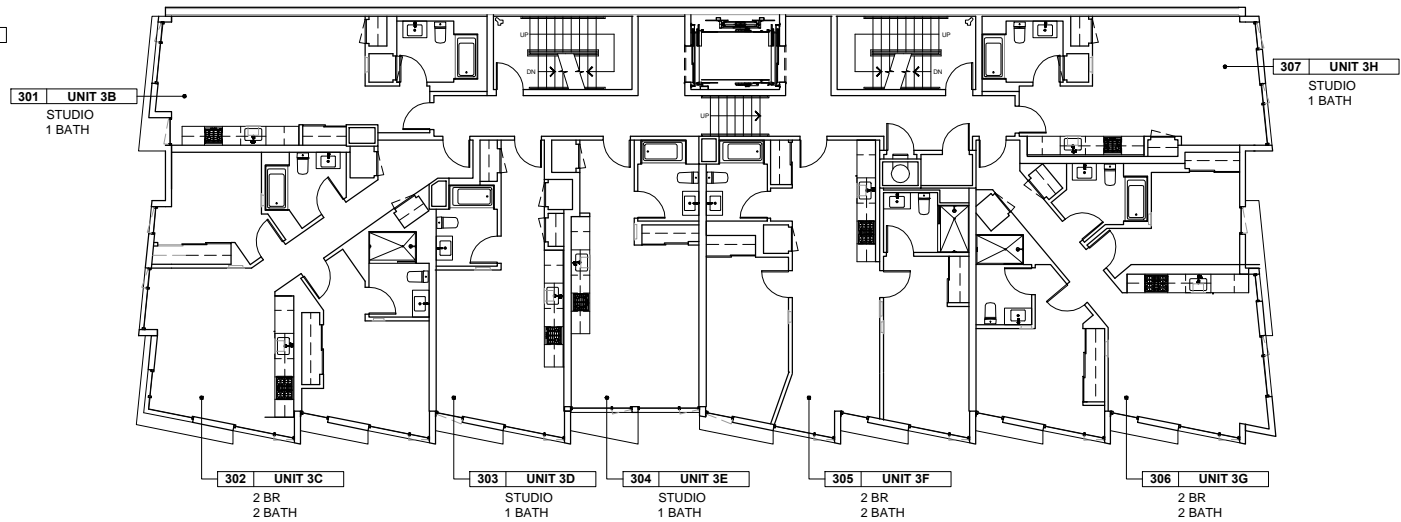 UP
DN
UP
DN
UP
301 UNIT 3B
STUDIO
1 BATH
307 UNIT 3H
STUDIO
1 BATH
302 UNIT 3C
2 BR
2 BATH
303 UNIT 3D
STUDIO
1 BATH
304 UNIT 3E
STUDIO
1 BATH
305 UNIT 3F
2 BR
2 BATH
306 UNIT 3G
2 BR
2 BATH